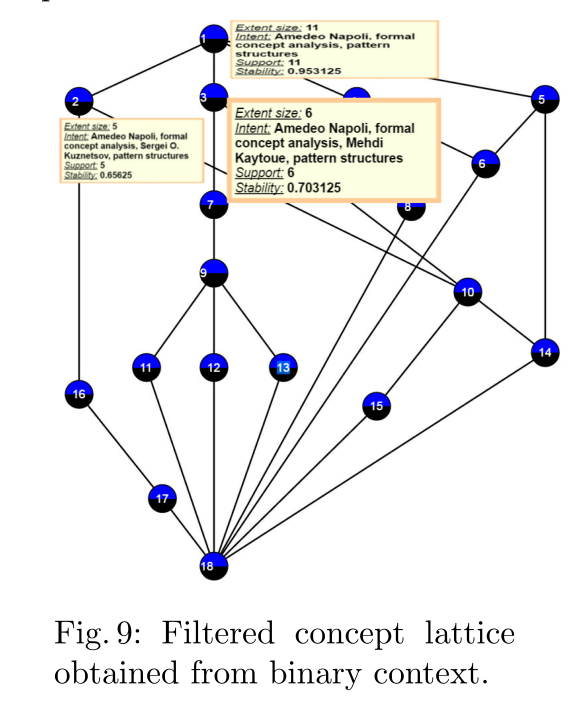 1
Extent size: 11
Intent: Amedeo Napoli, formal
concept analysis, pattern
structures
Support: 11
Stability: 0.953125
2
3
5
Extent size: 6
Intent: Amedeo Napoli, formal
concept analysis, Mehdi
Kaytoue, pattern structures
Support: 6
Stability: 0.703125
Extent size: 5
Intent: Amedeo Napoli, formal
concept analysis, Sergei O.
Kuznetsov, pattern structures
Support: 5
Stability: 0.65625
6
7
8
9
10
11
12
13
14
16
15
17
18
Fig. 9: Filtered concept lattice
obtained from binary context.